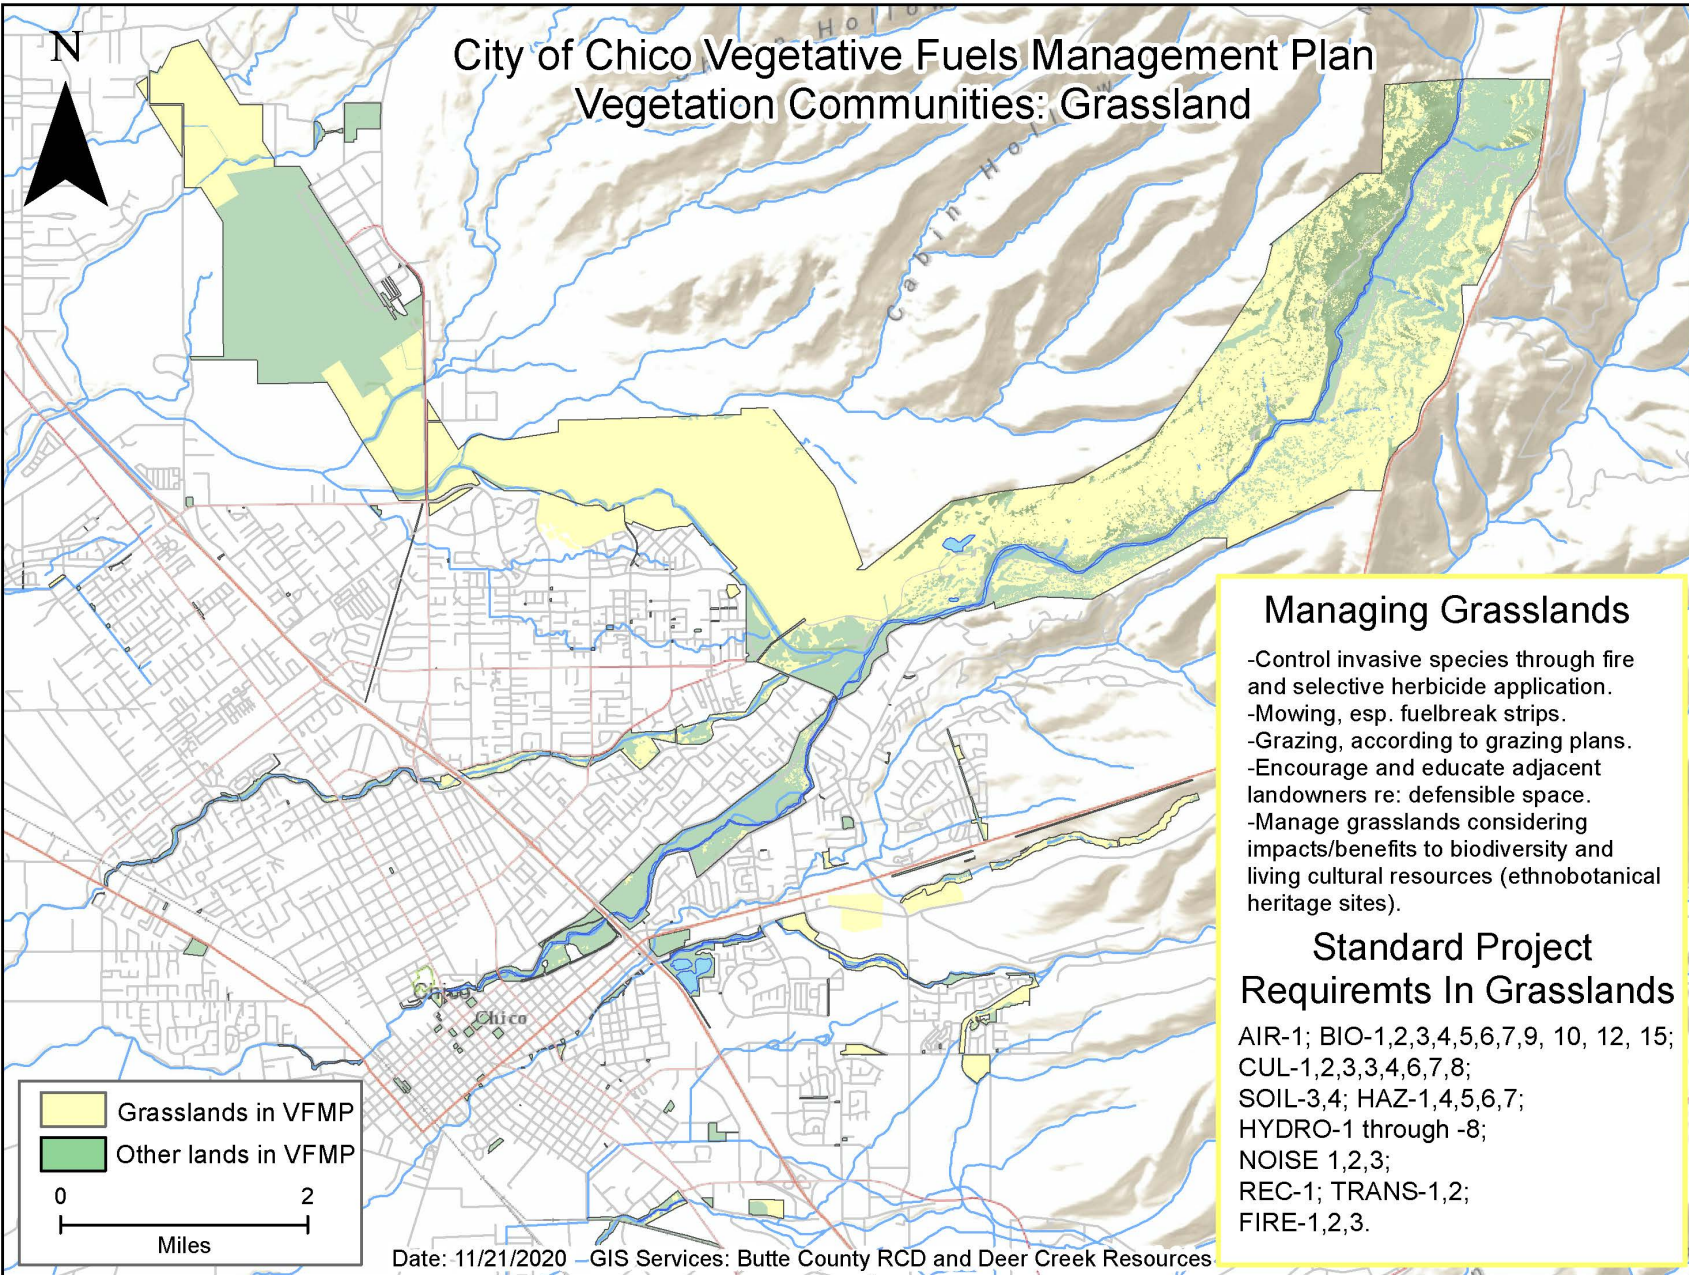 N
City of Chico Vegetative Fuels Management Plan
Vegetation Communities: Grassland
Hollow
Cabin Hollow
Managing Grasslands
-Control invasive species through fire
and selective herbicide application.
-Mowing, esp. fuelbreak strips.
-Grazing, according to grazing plans.
-Encourage and educate adjacent
landowners re: defensible space.
-Manage grasslands considering
impacts/benefits to biodiversity and
living cultural resources (ethnobotanical
heritage sites).
Standard Project
Requiremts In Grasslands
AIR-1; BIO-1,2,3,4,5,6,7,9, 10, 12, 15;
CUL-1,2,3,3,4,6,7,8;
SOIL-3,4; HAZ-1,4,5,6,7;
HYDRO-1 through -8;
NOISE 1,2,3;
REC-1; TRANS-1,2;
FIRE-1,2,3.
Chico
Chico
Grasslands in VFMP
Other lands in VFMP
0 2
Miles
Date: 11/21/2020 GIS Services: Butte County RCD and Deer Creek Resources